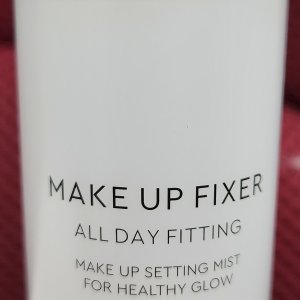 MAKE UP FIXER
ALL DAY FITTING
MAKE UP SETTING MIST
FOR HEALTHY GLOW